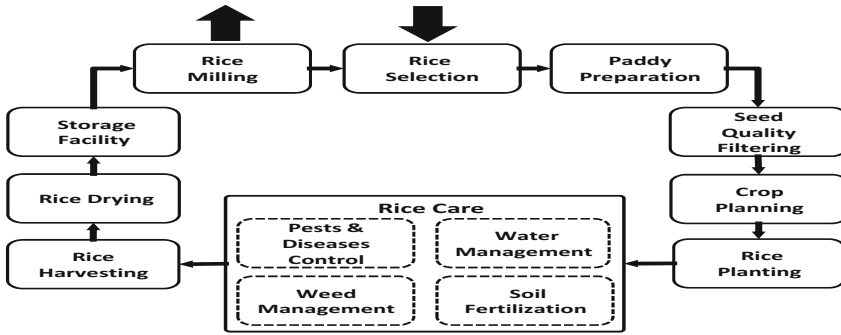 Rice
Milling
Rice
Selection
Paddy
Preparation
Seed
Quality
Filtering
Crop
Planning
Rice
Planting
Rice Care
Pests &
Diseases
Control
Water
Management
Weed
Management
Soil
Fertilization
Rice
Harvesting
Rice Drying
Storage
Facility